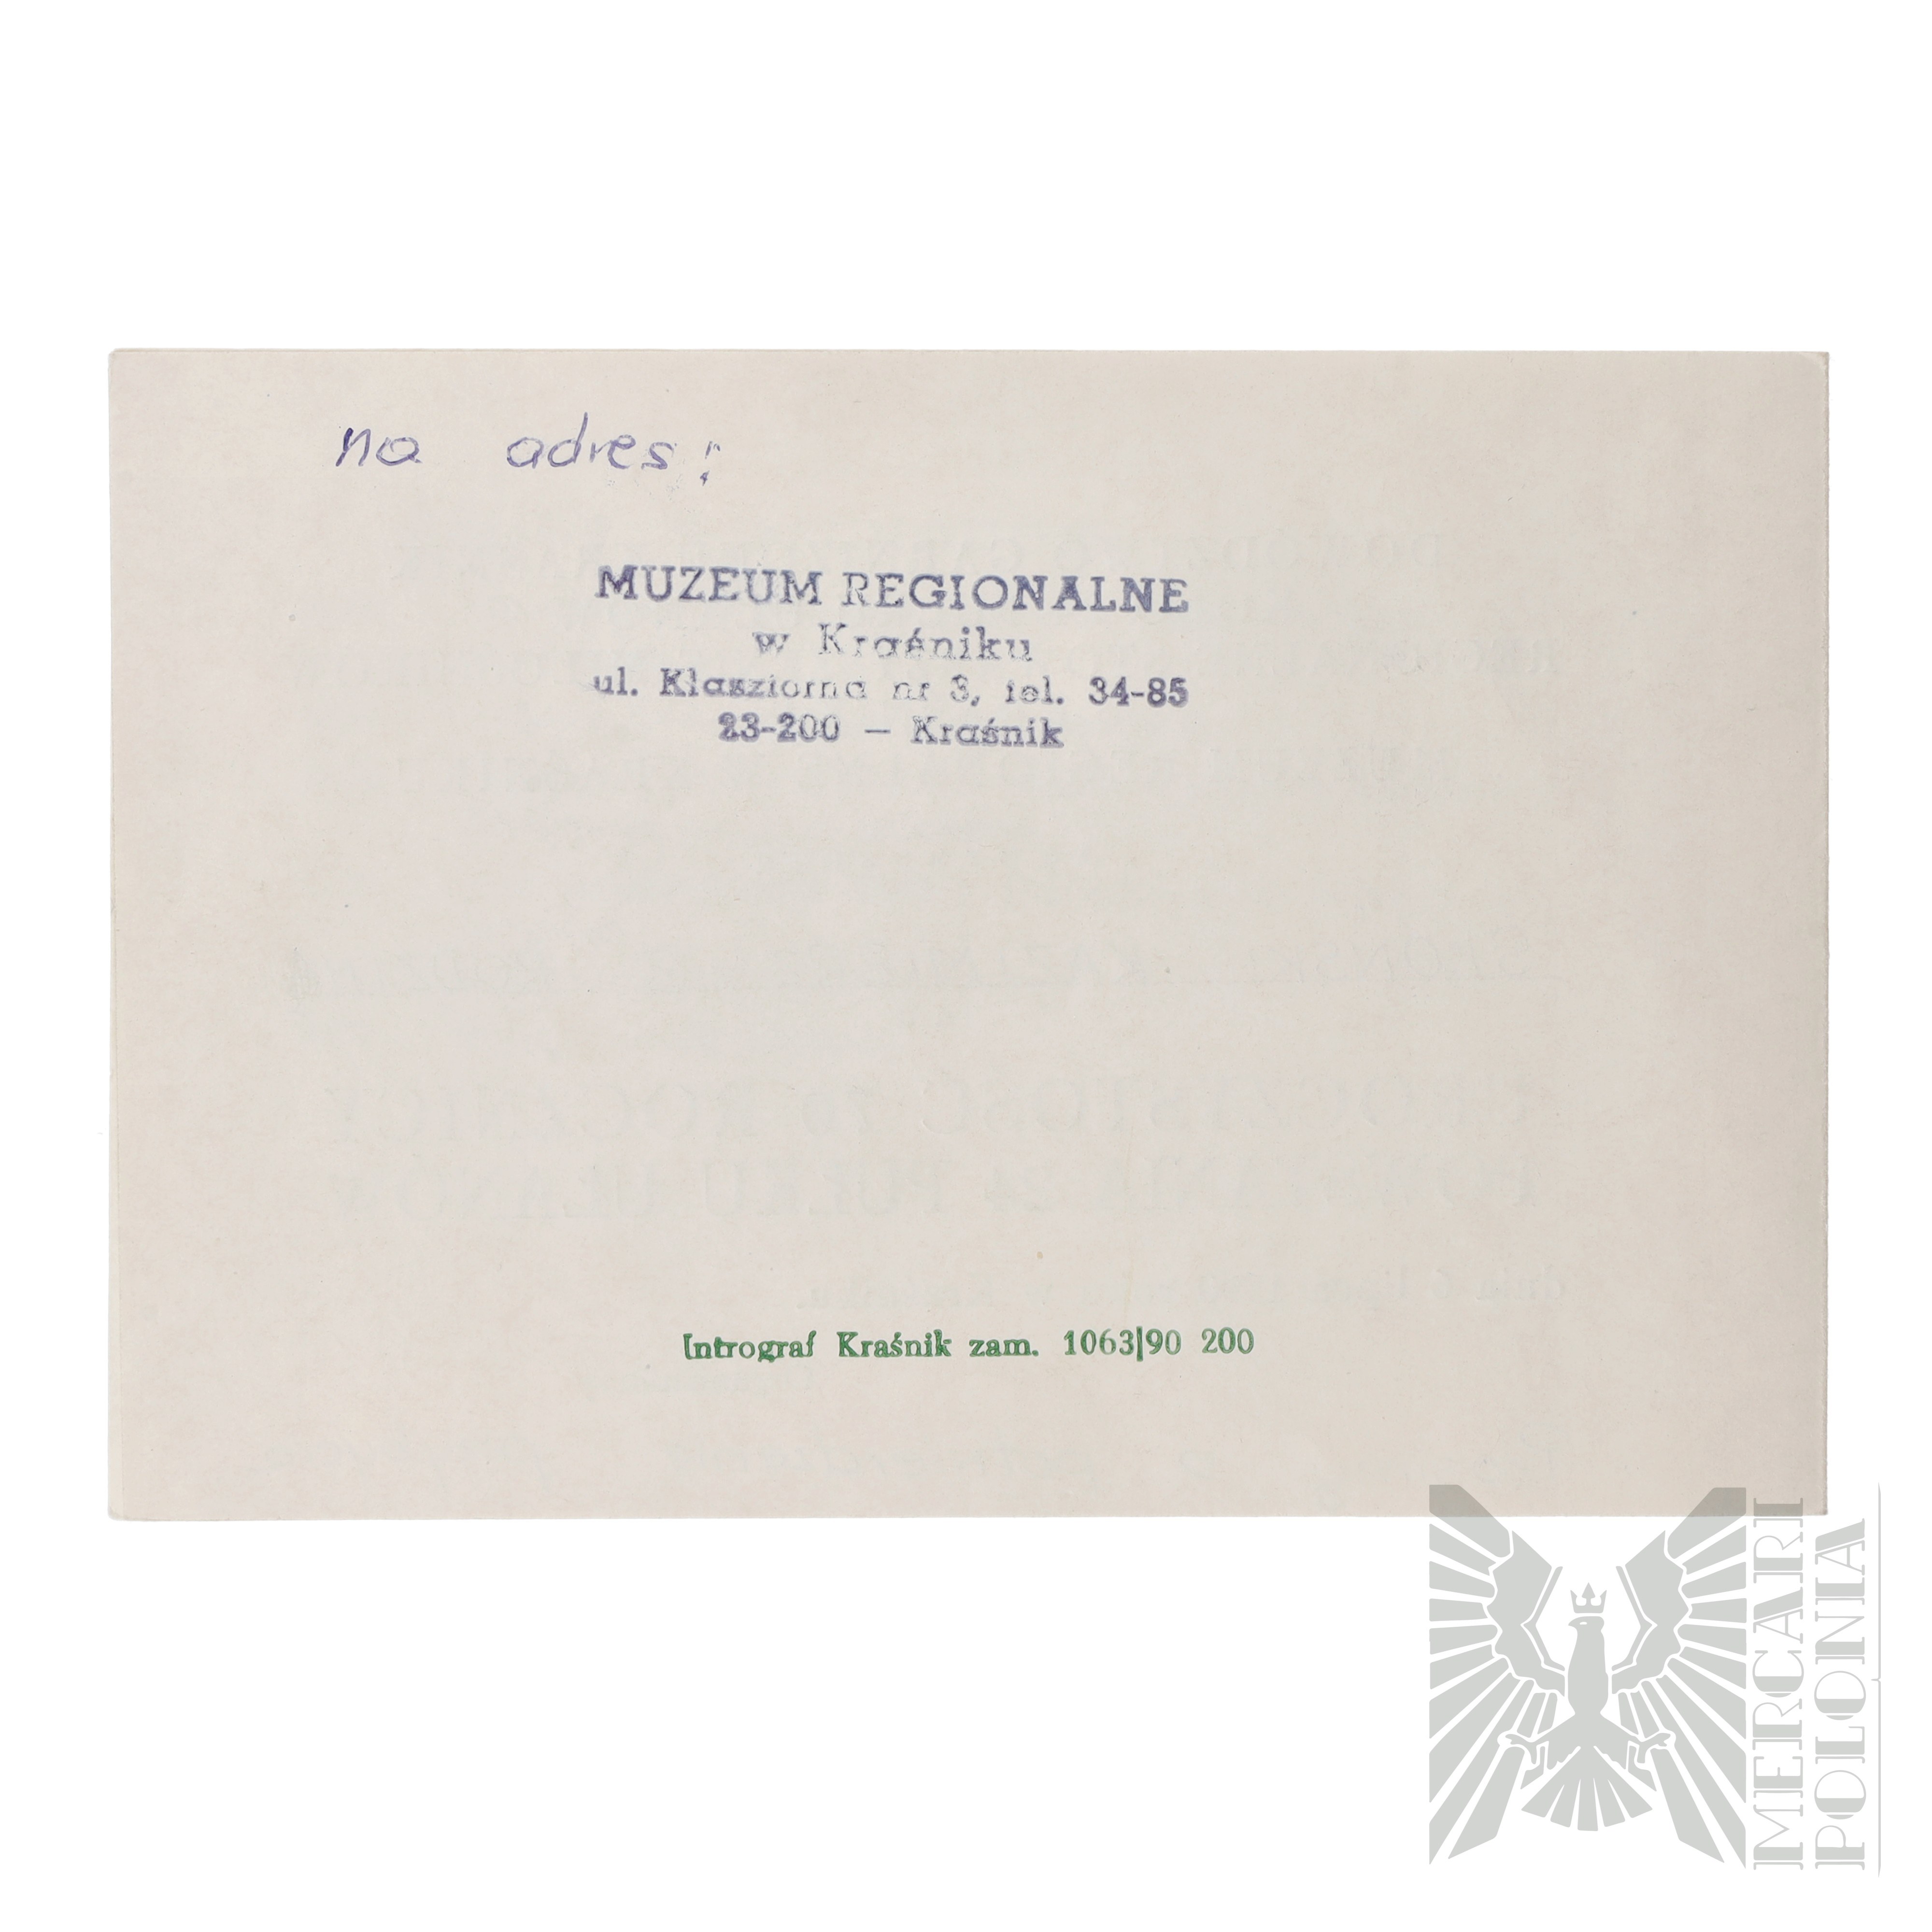 na adres:
MUZEUM REGIONALNE
w Kraśniku
ul. Klasztorna nr 3, tel. 34-85
23-200 — Kraśnik
Intrograf Kraśnik zam. 1063|90 200
MERCARI
POLONIA